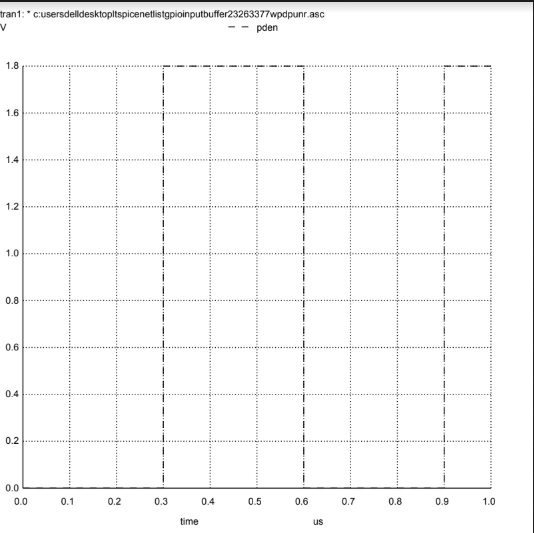 tran1: * c:usersdelldesktopltspicenetlistgpioinputbuffer23263377wpdpunr.asc
V — — pden
1.8
1.6
1.4
1.2
1.0
0.8
0.6
0.4
0.2
0.0
0.0 0.1 0.2 0.3 0.4 0.5 0.6 0.7 0.8 0.9 1.0
time us